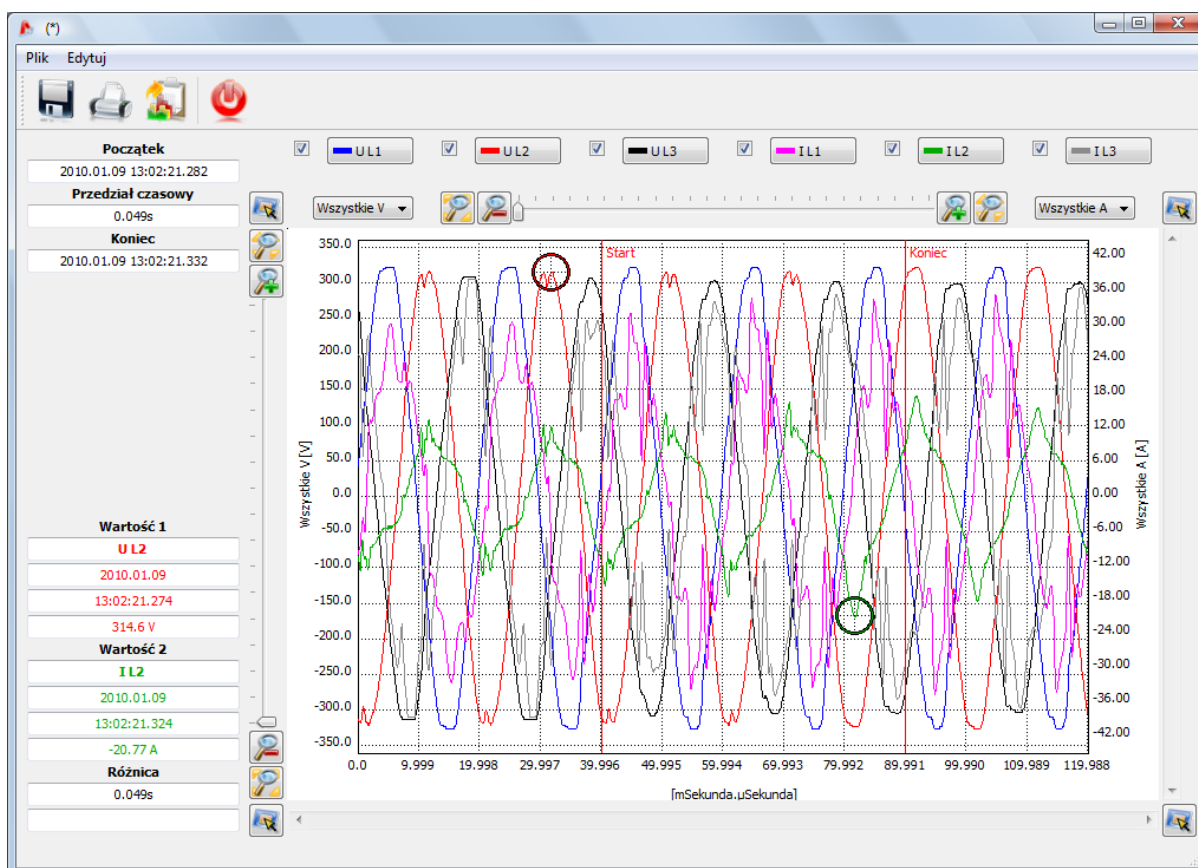 (*)
Plik Edytuj
Początek
2010.01.09 13:02:21.282
Przedział czasowy
0.049s
Koniec
2010.01.09 13:02:21.332
U L1 U L2 U L3 I L1 I L2 I L3
Wszystkie V Wszystkie A
Start Koniec
Wszystkie V [V]
350.0
300.0
250.0
200.0
150.0
100.0
50.0
0.0
-50.0
-100.0
-150.0
-200.0
-250.0
-300.0
-350.0
Wszystkie A [A]
42.00
36.00
30.00
24.00
18.00
12.00
6.00
0.00
-6.00
-12.00
-18.00
-24.00
-30.00
-36.00
-42.00
0.0 9.999 19.998 29.997 39.996 49.995 59.994 69.993 79.992 89.991 99.990 109.989 119.988
[mSekunda.µSekunda]
Wartość 1
U L2
2010.01.09
13:02:21.274
314.6 V
Wartość 2
I L2
2010.01.09
13:02:21.324
-20.77 A
Różnica
0.049s